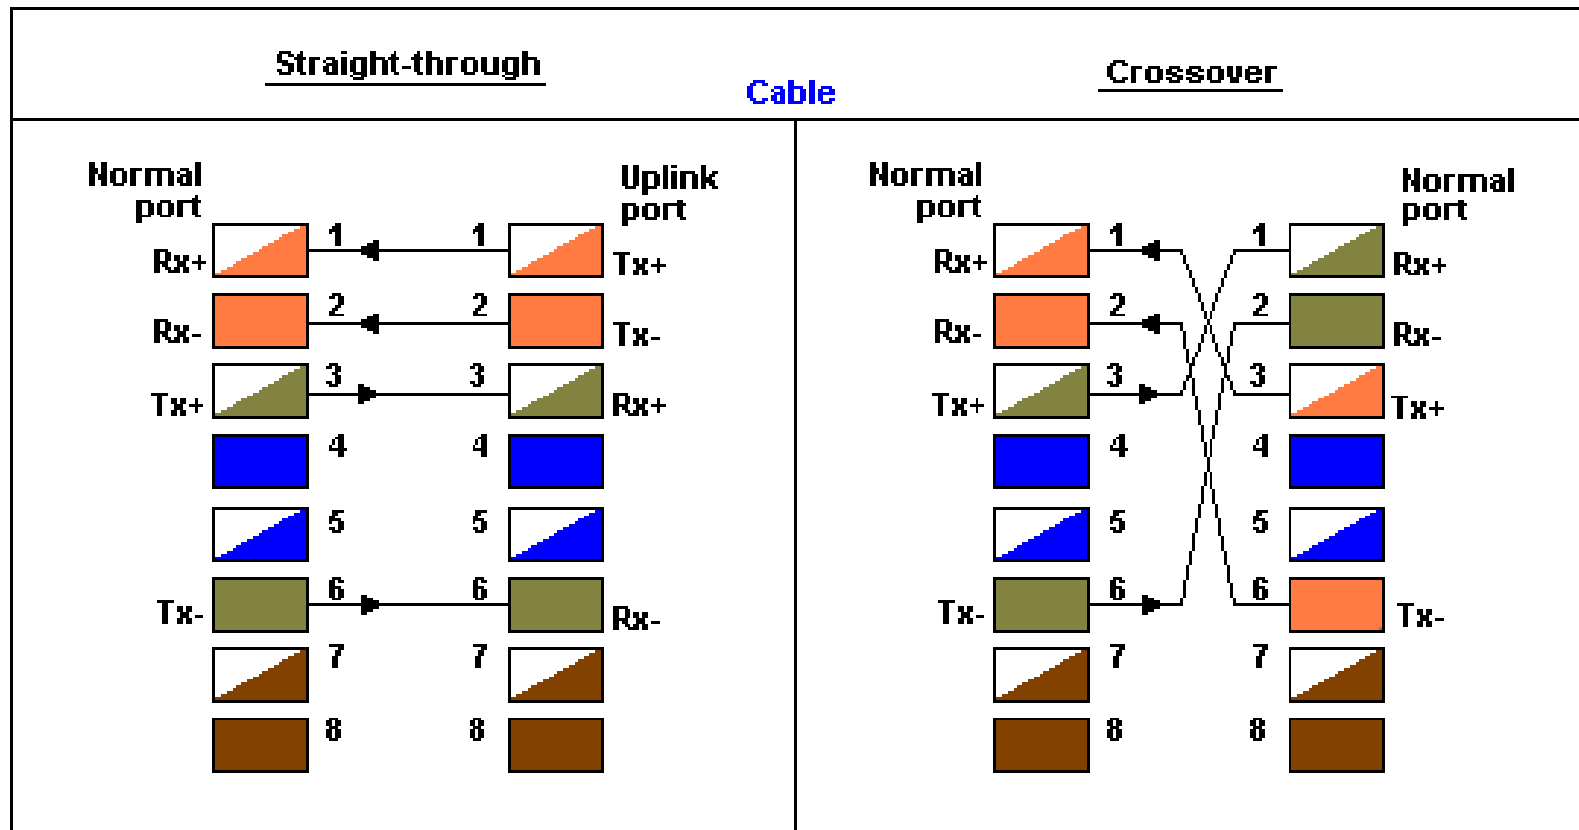 Straight-through
Cable
Crossover
Normal
port
Uplink
port
Rx+ 1 1 Tx+
Rx- 2 2 Tx-
Tx+ 3 3 Rx+
4 4
5 5
Tx- 6 6 Rx-
7 7
8 8
Normal
port
Normal
port
Rx+ 1 1 Rx+
Rx- 2 2 Rx-
Tx+ 3 3 Tx+
4 4
5 5
Tx- 6 6 Tx-
7 7
8 8